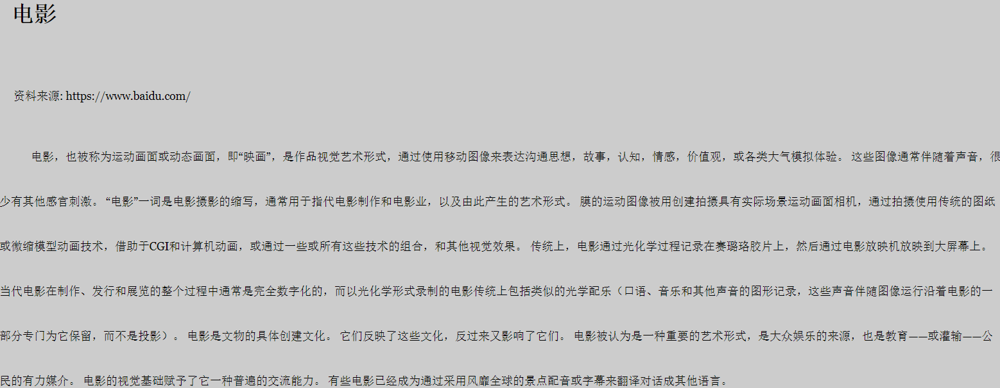 电影
资料来源: https://www.baidu.com/
电影，也被称为运动画面或动态画面，即“映画”，是作品视觉艺术形式，通过使用移动图像来表达沟通思想，故事，认知，情感，价值观，或各类大气模拟体验。 这些图像通常伴随着声音，很
少有其他感官刺激。 “电影”一词是电影摄影的缩写，通常用于指代电影制作和电影业，以及由此产生的艺术形式。 膜的运动图像被用创建拍摄具有实际场景运动画面相机，通过拍摄使用传统的图纸
或微缩模型动画技术，借助于CGI和计算机动画，或通过一些或所有这些技术的组合，和其他视觉效果。 传统上，电影通过光化学过程记录在赛璐珞胶片上，然后通过电影放映机放映到大屏幕上。
当代电影在制作、发行和展览的整个过程中通常是完全数字化的，而以光化学形式录制的电影传统上包括类似的光学配乐（口语、音乐和其他声音的图形记录，这些声音伴随图像运行沿着电影的一
部分专门为它保留，而不是投影）。 电影是文物的具体创建文化。 它们反映了这些文化，反过来又影响了它们。 电影被认为是一种重要的艺术形式，是大众娱乐的来源，也是教育——或灌输——公
民的有力媒介。 电影的视觉基础赋予了它一种普遍的交流能力。 有些电影已经成为通过采用风靡全球的景点配音或字幕来翻译对话成其他语言。